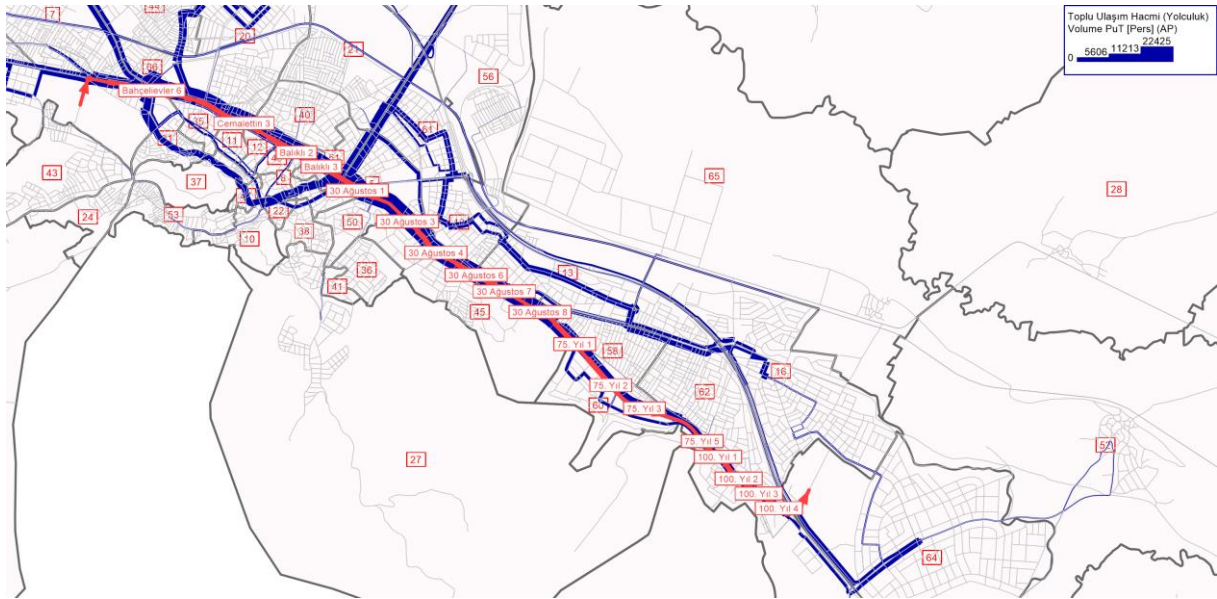 Toplu Ulaşım Hacmi (Yolculuk)
Volume PuT [Pers] (AP)
0 5606 11213 22425
7
44
20
21
56
06
Bahçelievler 6
35
40
61
Cemalettin 3
11
12
Balıklı 2
43
37
8
Balıklı 3
65
28
30 Ağustos 1
24
53
22
50
30 Ağustos 3
10
38
30 Ağustos 4
36
13
30 Ağustos 6
41
30 Ağustos 7
45
30 Ağustos 8
75. Yıl 1
58
16
75. Yıl 2
62
60
75. Yıl 3
75. Yıl 5
27
100. Yıl 1
100. Yıl 2
100. Yıl 3
100. Yıl 4
64